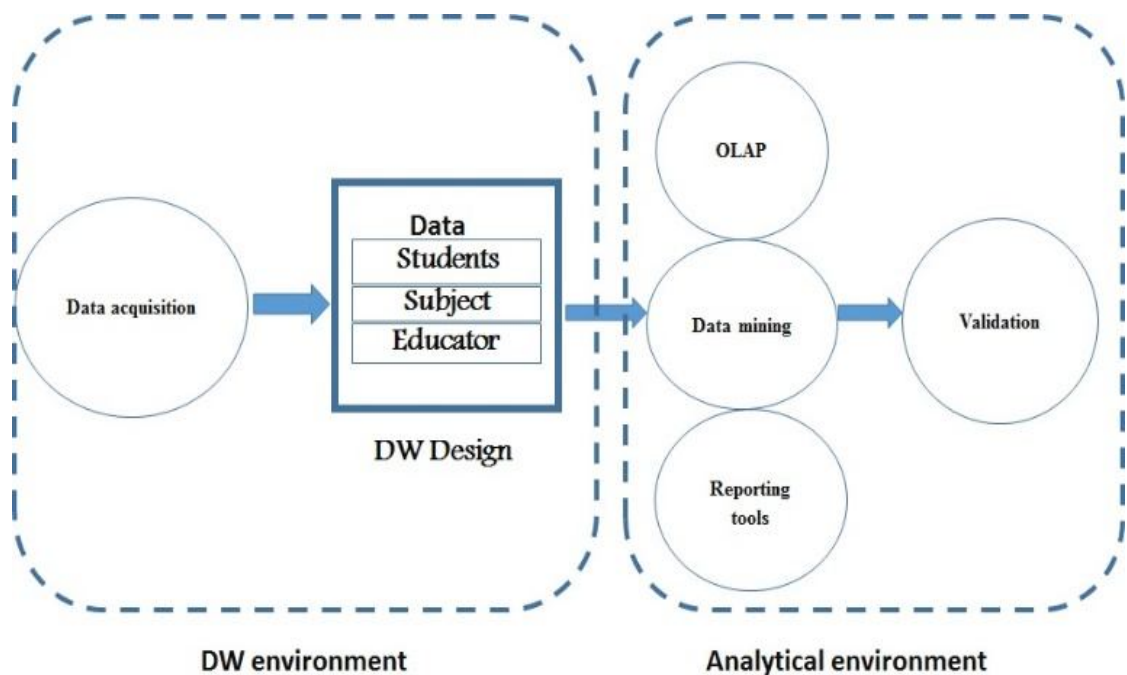 Data acquisition
Data
Students
Subject
Educator
DW Design
OLAP
Data mining
Reporting
tools
Validation
DW environment
Analytical environment